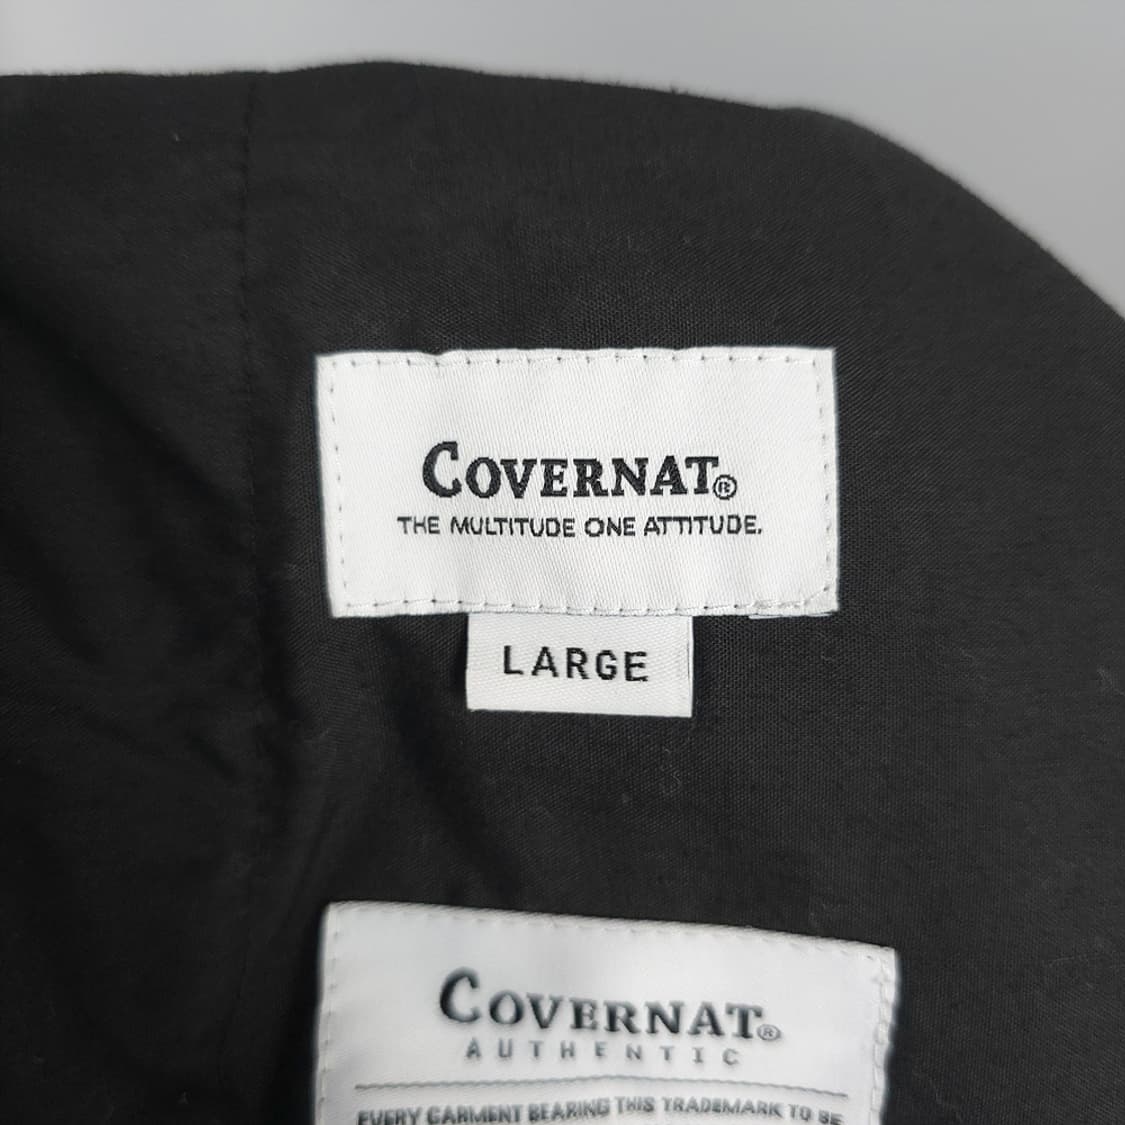 COVERNAT®
THE MULTITUDE ONE ATTITUDE.
LARGE
COVERNAT®
AUTHENTIC
EVERY GARMENT BEARING THIS TRADEMARK TO BE